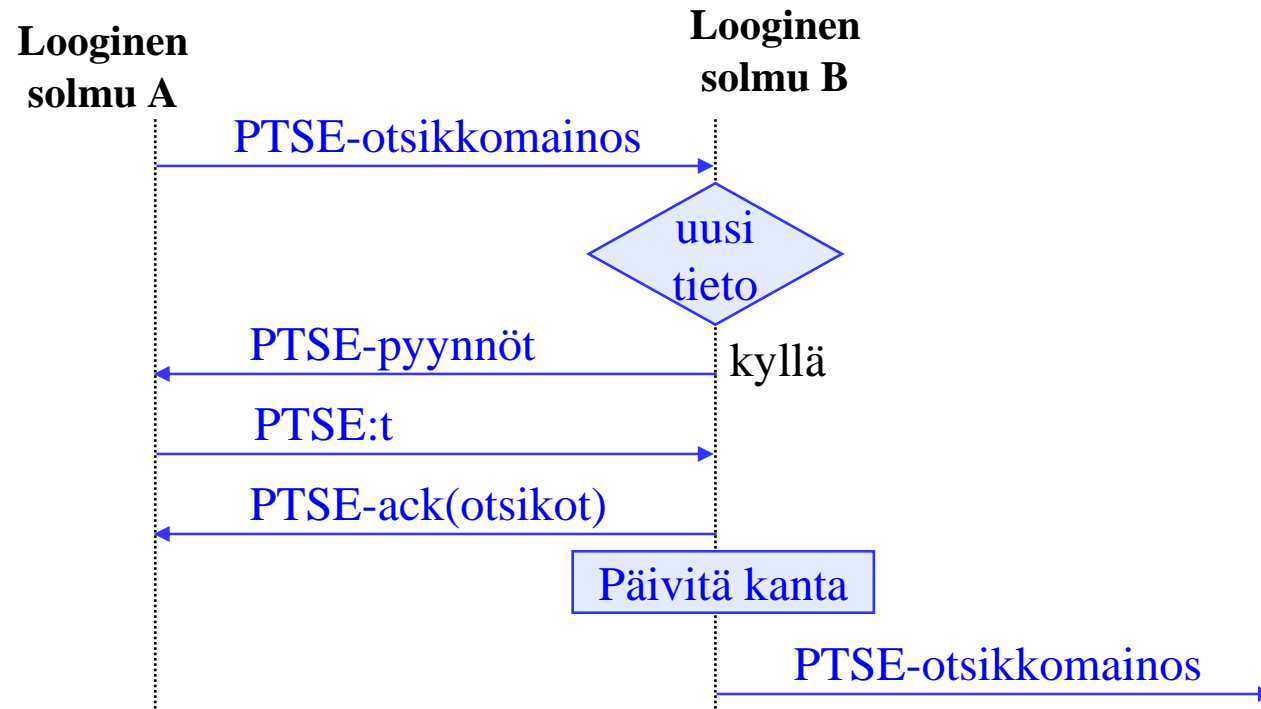 Looginen
solmu A
Looginen
solmu B
PTSE-otsikkomainos
uusi
tieto
PTSE-pyynnöt
kyllä
PTSE:t
PTSE-ack(otsikot)
Päivitä kanta
PTSE-otsikkomainos